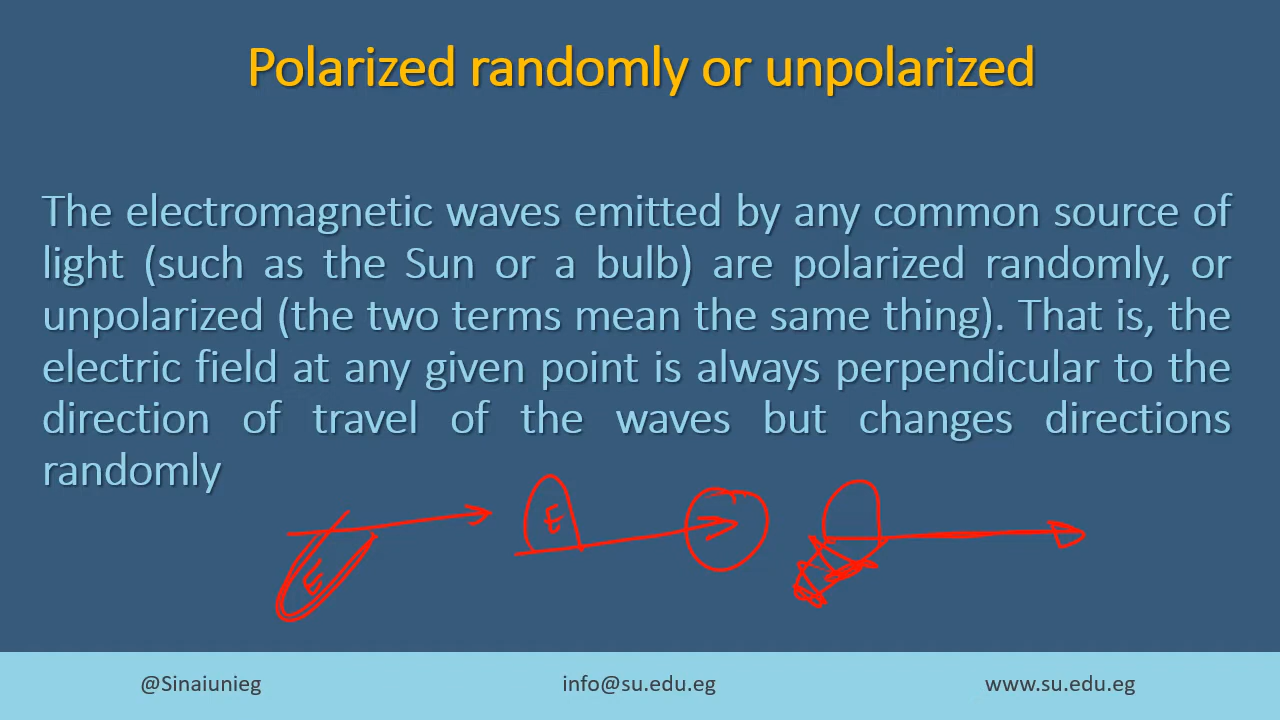 Polarized randomly or unpolarized
The electromagnetic waves emitted by any common source of
light (such as the Sun or a bulb) are polarized randomly, or
unpolarized (the two terms mean the same thing). That is, the
electric field at any given point is always perpendicular to the
direction of travel of the waves but changes directions
randomly
E
E
@Sinaiunieg
info@su.edu.eg
www.su.edu.eg